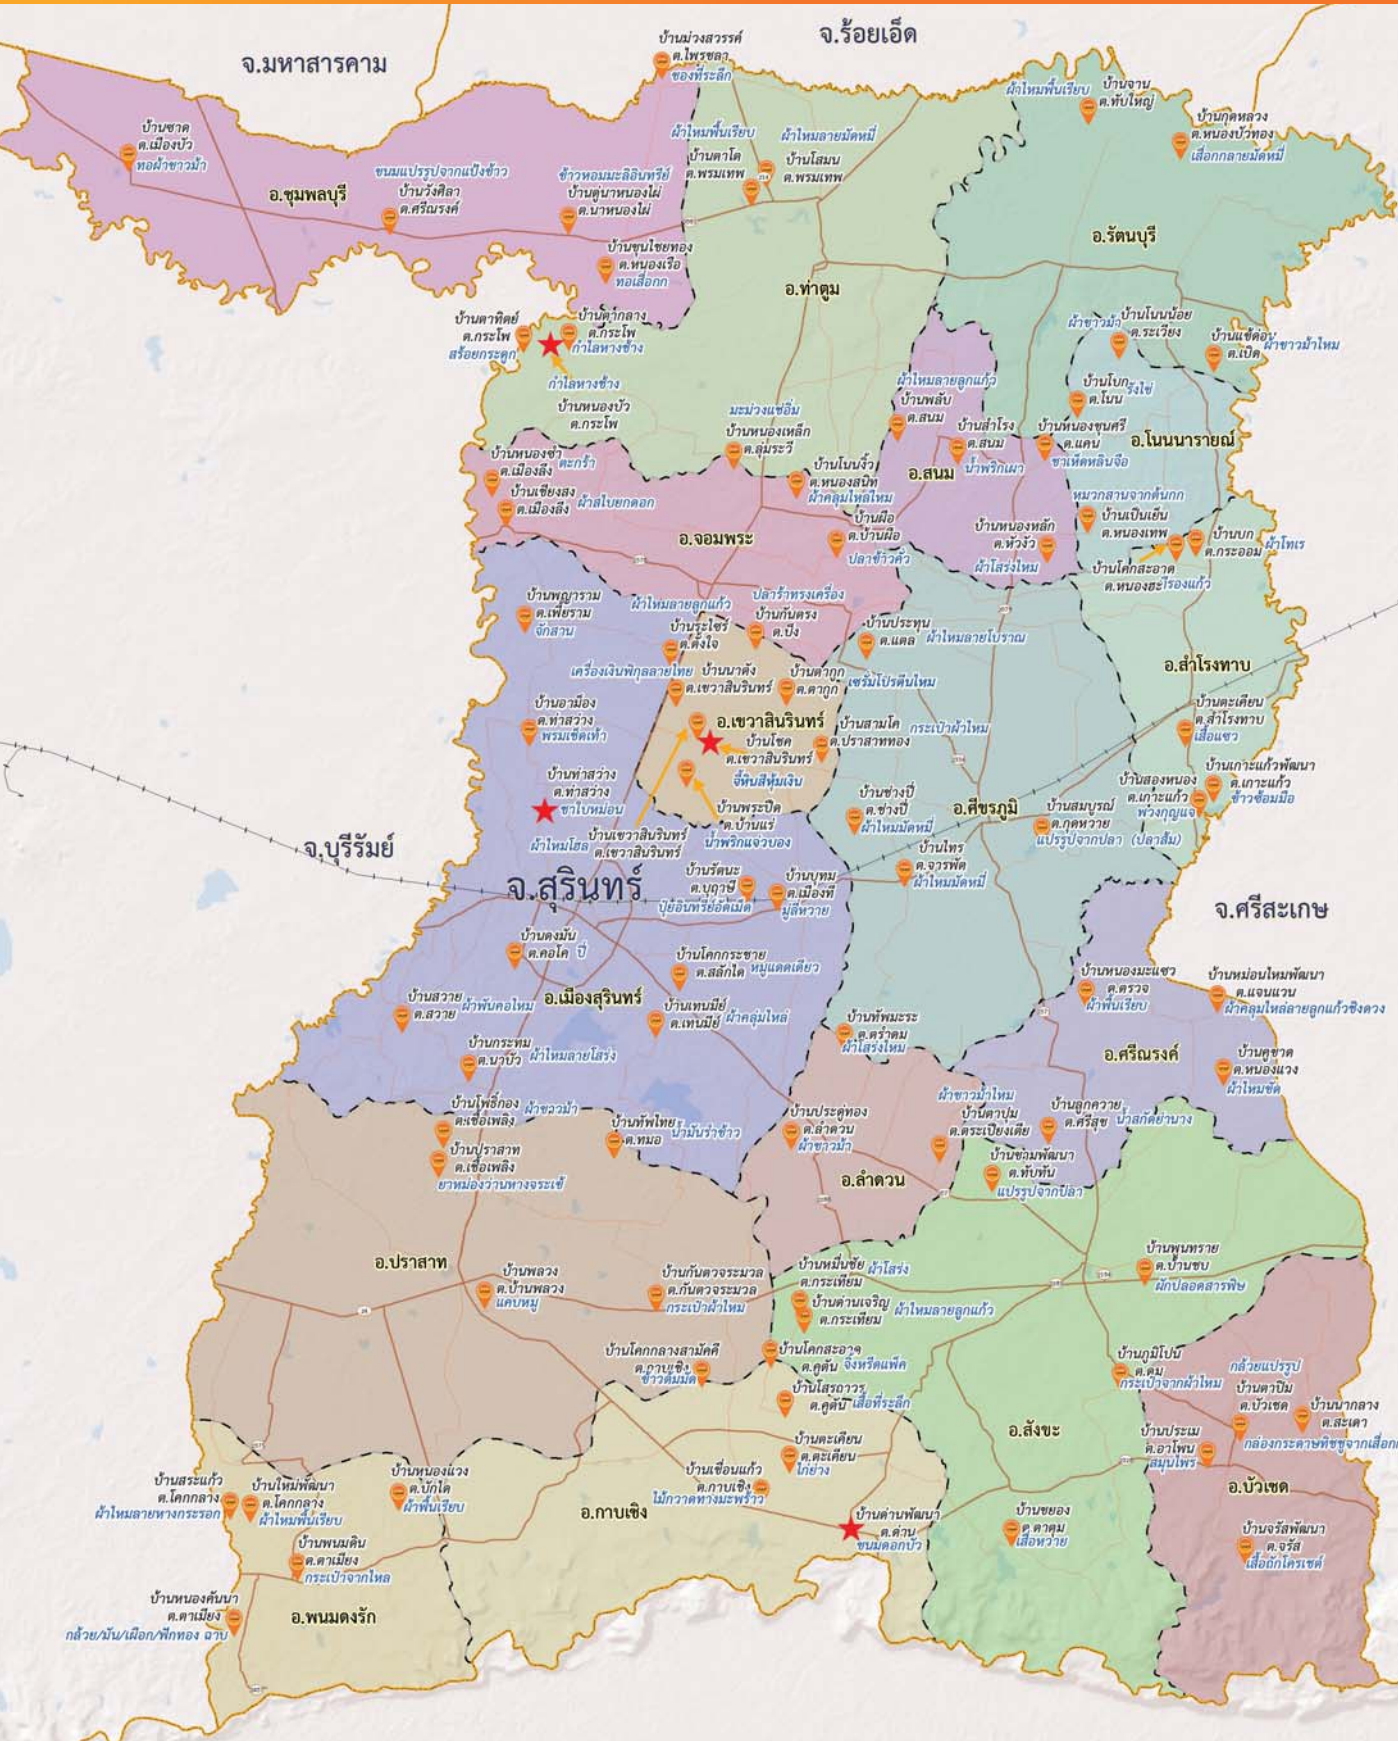 จ.ร้อยเอ็ด
จ.มหาสารคาม
บ้านม่วงสวรรค์
ต.ไพรขลา
ของที่ระลึก
ผ้าไหมพื้นเรียบ
บ้านจาน
ต.ทับใหญ่
บ้านกุดหลวง
ต.หนองบัวทอง
เสื่อกกลายมัดหมี่
บ้านซาด
ต.เมืองบัว
ทอผ้าขาวม้า
ผ้าไหมพื้นเรียบ
บ้านตาโด
ต.พรมเทพ
ผ้าไหมลายมัดหมี่
บ้านโสมน
ต.พรมเทพ
ขนมแปรรูปจากแป้งข้าว
บ้านวังศิลา
ต.ศรีณรงค์
ข้าวหอมมะลิอินทรีย์
บ้านดู่นาหนองไผ่
ต.นาหนองไผ่
อ.ชุมพลบุรี
อ.รัตนบุรี
บ้านขุนไชยทอง
ต.หนองเรือ
ทอเสื่อกก
อ.ท่าตูม
บ้านตาทิตย์
ต.กระโพ
สร้อยกระดูก
บ้านตากลาง
ต.กระโพ
กำไลหางช้าง
กำไลหางช้าง
บ้านหนองบัว
ต.กระโพ
ผ้าขาวม้า
บ้านโนนน้อย
ต.ระเวียง
ต.เบิด
ผ้าขาวม้าไหม
ผ้าไหมลายลูกแก้ว
บ้านพลับ
ต.สนม
บ้านโบก
ต.โนน
รังไข่
มะม่วงแช่อิ่ม
บ้านหนองเหล็ก
ต.ลุ่มระวี
บ้านสำโรง
ต.สนม
น้ำพริกเผา
บ้านหนองขุนศรี
ต.แคน
ชาเห็ดหลินจือ
อ.โนนนารายณ์
อ.สนม
ต.เมืองลีง
ตะกร้า
บ้านเซียงสง
ต.เมืองลีง
ผ้าสไบยกดอก
บ้านโนนงิ้ว
ต.หนองสนิท
ผ้าคลุมไหล่ไหม
หมวกสานจากต้นกก
บ้านเป็นเย็น
ต.หนองเทพ
อ.จอมพระ
บ้านผือ
ต.บ้านผือ
ปลาข้าวคั่ว
บ้านหนองหลัก
ต.หัวงัว
ผ้าโสร่งไหม
บ้านบก
ต.กระออม
ผ้าโทเร
บ้านโคกสะอาด
ต.หนองฮะ
บ้านพญาราม
ต.เพี้ยราม
จักสาน
ผ้าไหมลายลูกแก้ว
บ้านระไซร์
ต.ตั้งใจ
ปลาร้าทรงเครื่อง
บ้านกันตรง
ต.บึง
บ้านประทุน
ต.แตล
ผ้าไหมลายโบราณ
อ.สำโรงทาบ
เครื่องเงินพิกุลลายไทย
บ้านนาตัง
ต.เขวาสินรินทร์
บ้านตากูก
ต.ตากูก
เซรั่มโปรตีนไหม
บ้านอามึอง
ต.ท่าสว่าง
พรมเช็ดเท้า
อ.เขวาสินรินทร์
บ้านโชค
ต.เขวาสินรินทร์
จี้หินสีหุ้มเงิน
บ้านสามโค
ต.ปราสาททอง
กระเป๋าผ้าไหม
บ้านตะเคียน
ต.สำโรงทาบ
เสื้อแซว
บ้านท่าสว่าง
ต.ท่าสว่าง
ชาใบหม่อน
ผ้าไหมโฮล
บ้านเขวาสินรินทร์
ต.เขวาสินรินทร์
บ้านพระปืด
ต.บ้านแร่
น้ำพริกแจ่วบอง
บ้านช่างปี่
ต.ช่างปี่
ผ้าไหมมัดหมี่
อ.ศีขรภูมิ
บ้านสมบูรณ์
ต.กุดหวาย
แปรรูปจากปลา (ปลาส้ม)
บ้านสองหนอง
ต.เกาะแก้ว
พวงกุญแจ
บ้านเกาะแก้วพัฒนา
ต.เกาะแก้ว
ข้าวซ้อมมือ
จ.บุรีรัมย์
จ.สุรินทร์
บ้านรัตนะ
ต.บุฤาษี
ปุ๋ยอินทรีย์อัดเม็ด
บ้านบุทม
ต.เมืองที
มู่ลี่หวาย
บ้านไทร
ต.จารพัต
ผ้าไหมมัดหมี่
จ.ศรีสะเกษ
บ้านดงมัน
ต.คอโค
ปี่
บ้านโคกกระชาย
ต.สลักได
หมูแดดเดียว
บ้านสวาย
ต.สวาย
ผ้าพันคอไหม
อ.เมืองสุรินทร์
บ้านเทนมีย์
ต.เทนมีย์
ผ้าคลุมไหล่
บ้านหนองแวง
ต.ตรวจ
ผ้าพื้นเรียบ
บ้านหม่อนไหมพัฒนา
ต.แจนแวน
ผ้าคลุมไหล่ลายลูกแก้วชิงดวง
บ้านกระทม
ต.นาบัว
ผ้าไหมลายโสร่ง
บ้านทัพมะระ
ต.ตรำดม
ผ้าโสร่งไหม
อ.ศรีณรงค์
บ้านคูขาด
ต.หนองแวง
ผ้าไหมขัด
บ้านโพธิ์กอง
ต.เชื้อเพลิง
ผ้าขาวม้า
บ้านปราสาท
ต.เชื้อเพลิง
ยาหม่องว่านหางจระเข้
บ้านทัพไทย
ต.ทมอ
น้ำมันรำข้าว
บ้านประดู่ทอง
ต.ลำดวน
ผ้าขาวม้า
ผ้าขาวม้าไหม
บ้านตาปุม
ต.ตระเปียงเตีย
บ้านลูกควาย
ต.ศรีสุข
น้ำสกัดย่านาง
บ้านขามพัฒนา
ต.ทับทัน
แปรรูปจากปลา
อ.ลำดวน
อ.ปราสาท
บ้านพลวง
ต.บ้านพลวง
แคบหมู
บ้านกันตวจระมวล
ต.กันตวจระมวล
กระเป๋าผ้าไหม
บ้านหมื่นชัย
ต.กระเทียม
ผ้าโสร่ง
บ้านด่านเจริญ
ต.กระเทียม
ผ้าไหมลายลูกแก้ว
บ้านพูนทราย
ต.บ้านชบ
ผักปลอดสารพิษ
บ้านโคกกลางสามัคคี
ต.กาบเชิง
ข้าวต้มมัด
บ้านโคกสะอาด
ต.คูตัน
จิ้งหรีดแพ็ค
บ้านโสรถาวร
ต.คูตัน
เสื้อที่ระลึก
บ้านภูมิโปน
ต.ดม
กระเป๋าจากผ้าไหม
กล้วยแปรรูป
บ้านตาปิม
ต.บัวเชด
บ้านนากลาง
ต.สะเดา
กล่องกระดาษทิชชูจากเสื่อกก
บ้านประเม
ต.อาโพน
สมุนไพร
อ.สังขะ
อ.บัวเชด
บ้านตะเคียน
ต.ตะเคียน
ไก่ย่าง
บ้านเขื่อนแก้ว
ต.กาบเชิง
ไม้กวาดทางมะพร้าว
บ้านสระแก้ว
ต.โคกกลาง
ผ้าไหมลายหางกระรอก
บ้านใหม่พัฒนา
ต.โคกกลาง
ผ้าไหมพื้นเรียบ
บ้านหนองแวง
ต.บักได
ผ้าพื้นเรียบ
อ.กาบเชิง
บ้านด่านพัฒนา
ต.ด่าน
ขนมดอกบัว
บ้านขยอง
ต.ตาตุม
เสื่อหวาย
บ้านจรัสพัฒนา
ต.จรัส
เสื้อถักโครเชต์
บ้านพนมดิน
ต.ตาเมียง
กระเป๋าจากไหล
บ้านหนองคันนา
ต.ตาเมียง
กล้วย/มัน/เผือก/ฟักทอง ฉาบ
อ.พนมดงรัก